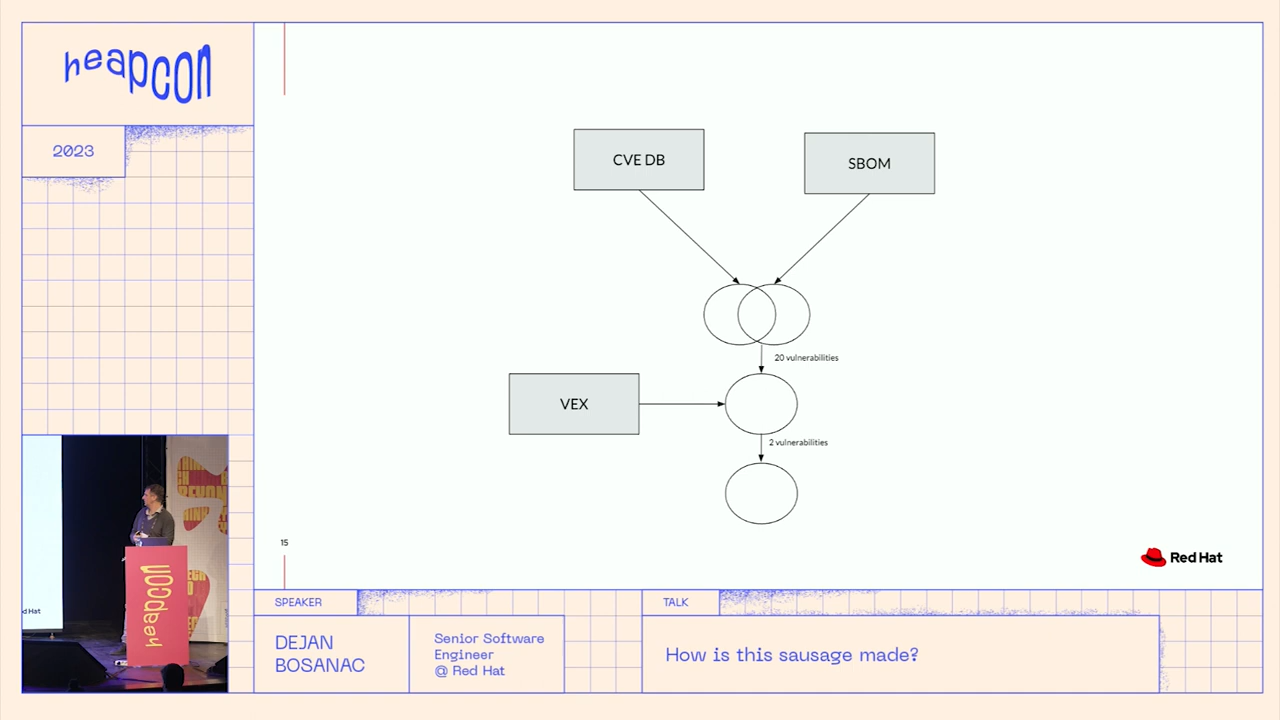 heapcon
2023
CVE DB
SBOM
20 vulnerabilities
VEX
2 vulnerabilities
15
Red Hat
heapcon
SPEAKER
DEJAN
BOSANAC
Senior Software
Engineer
@ Red Hat
TALK
How is this sausage made?